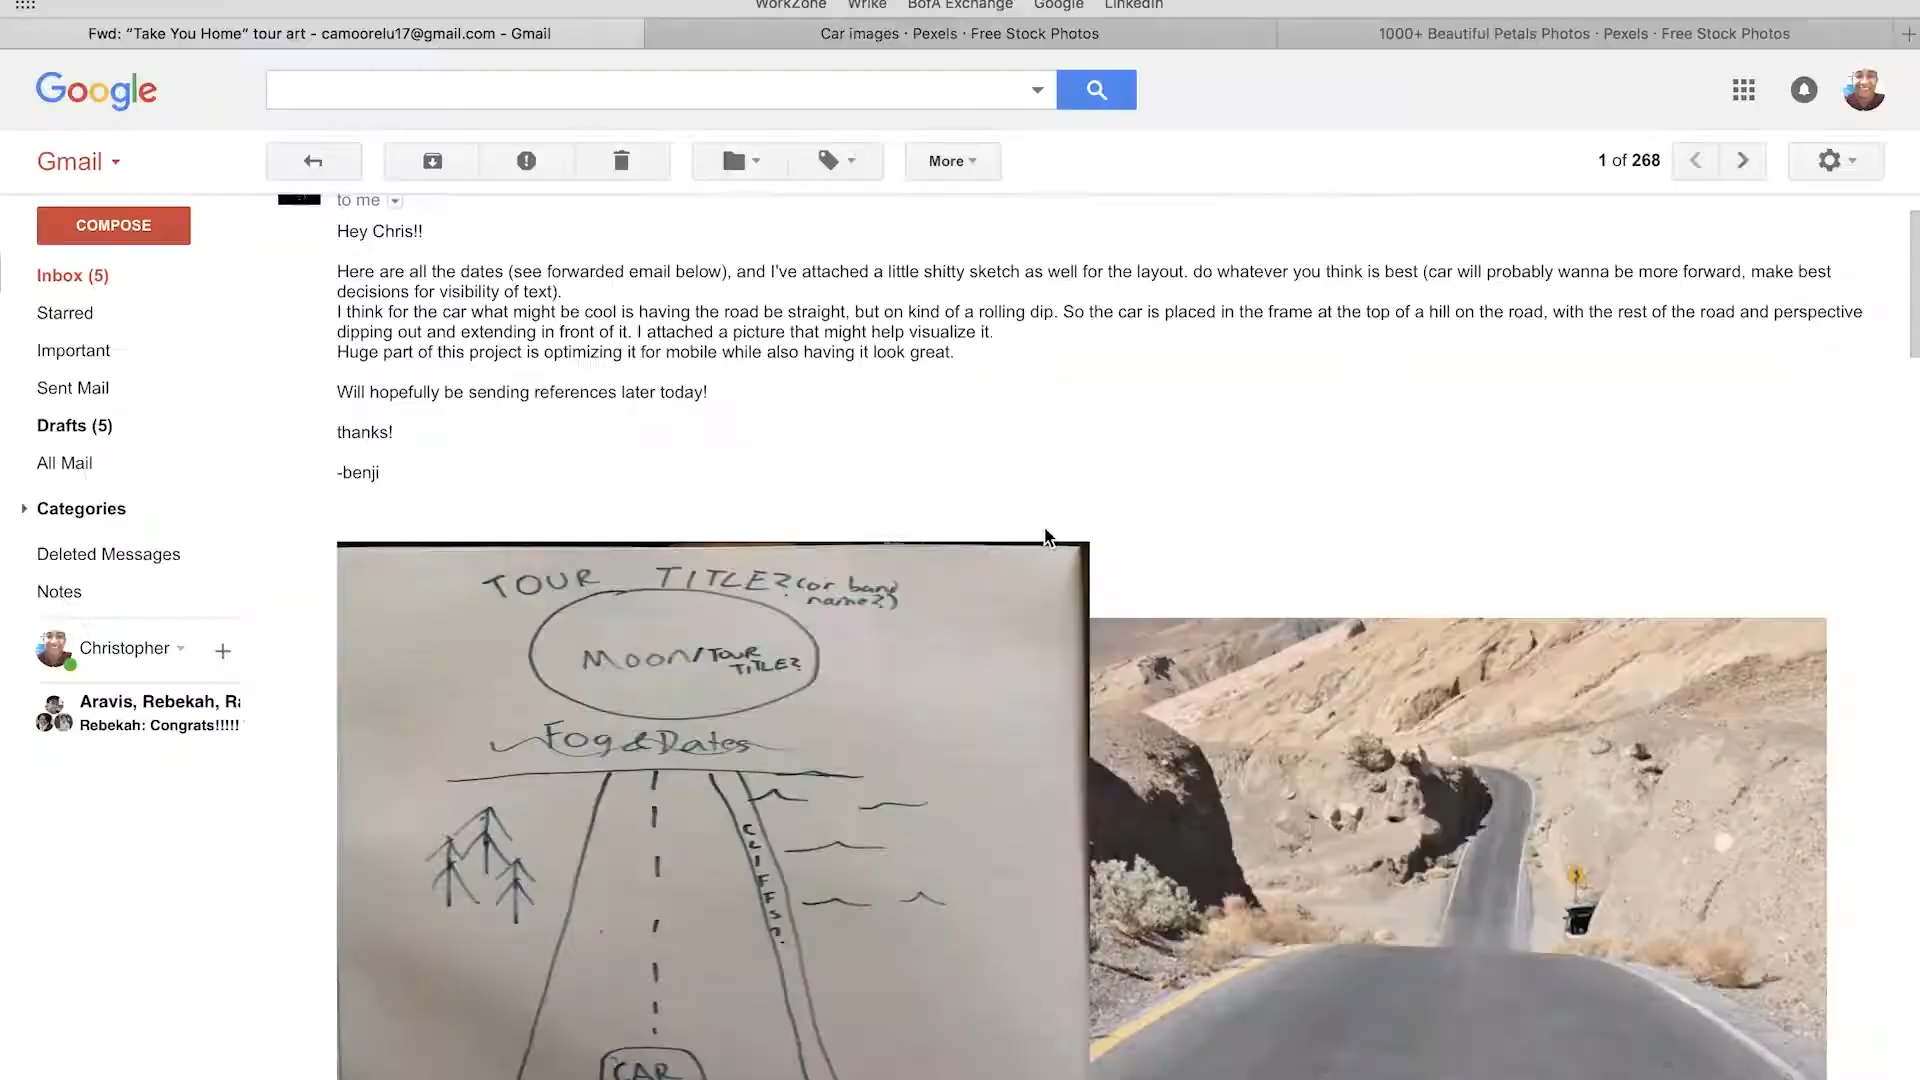 WorkZone Wrike BofA Exchange Google LinkedIn
Fwd: “Take You Home“ tour art - camoorelu17@gmail.com - Gmail
Car images · Pexels · Free Stock Photos
1000+ Beautiful Petals Photos · Pexels · Free Stock Photos
Google
Gmail
More
1 of 268
COMPOSE
Inbox (5)
Starred
Important
Sent Mail
Drafts (5)
All Mail
Categories
Deleted Messages
Notes
Christopher
Aravis, Rebekah, Ra
Rebekah: Congrats!!!!!
to me
Hey Chris!!
Here are all the dates (see forwarded email below), and I've attached a little shitty sketch as well for the layout. do whatever you think is best (car will probably wanna be more forward, make best
decisions for visibility of text).
I think for the car what might be cool is having the road be straight, but on kind of a rolling dip. So the car is placed in the frame at the top of a hill on the road, with the rest of the road and perspective
dipping out and extending in front of it. I attached a picture that might help visualize it.
Huge part of this project is optimizing it for mobile while also having it look great.
Will hopefully be sending references later today!
thanks!
-benji
TOUR TITLE? (or band
name?)
Moon/TOUR
TITLE?
Fog & Dates
CAR